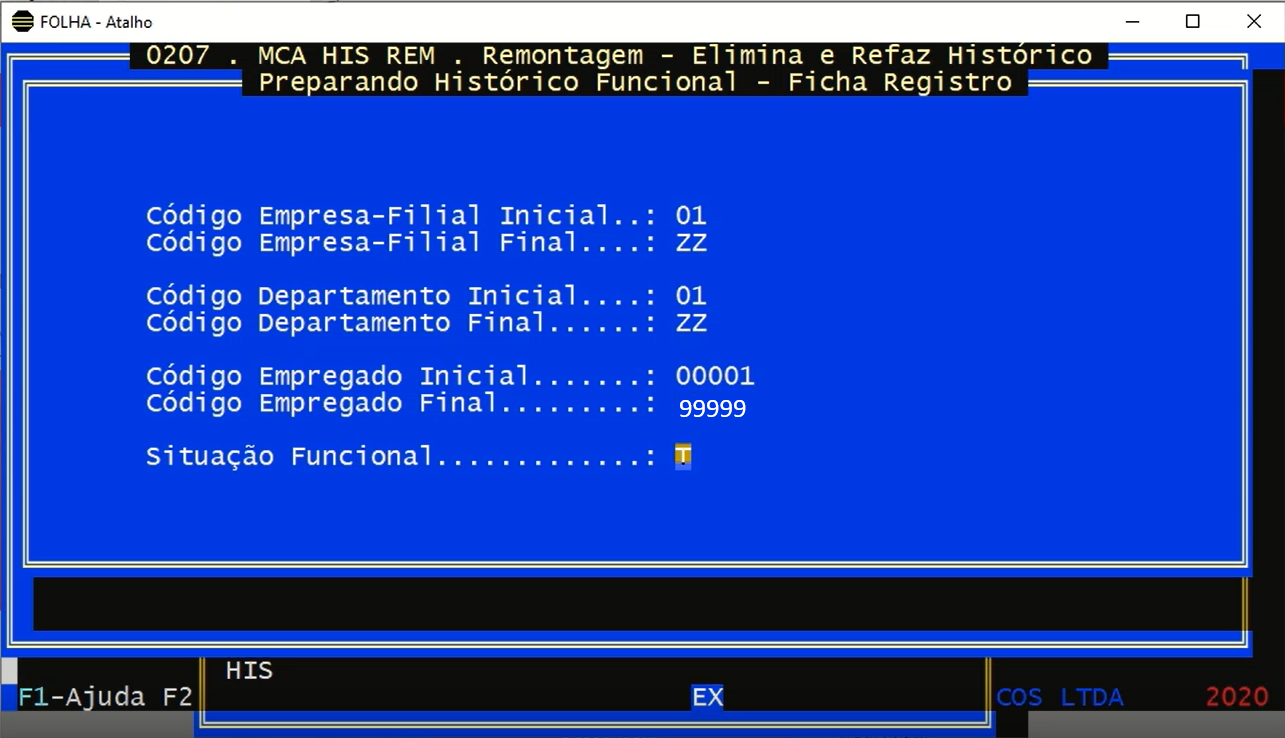 FOLHA - Atalho
0207 . MCA HIS REM . Remontagem - Elimina e Refaz Histórico
Preparando Histórico Funcional - Ficha Registro
Código Empresa-Filial Inicial..: 01
Código Empresa-Filial Final....: ZZ
Código Departamento Inicial....: 01
Código Departamento Final......: ZZ
Código Empregado Inicial.......: 00001
Código Empregado Final.........: 99999
Situação Funcional.............: T
HIS
F1-Ajuda F2 EX COS LTDA 2020